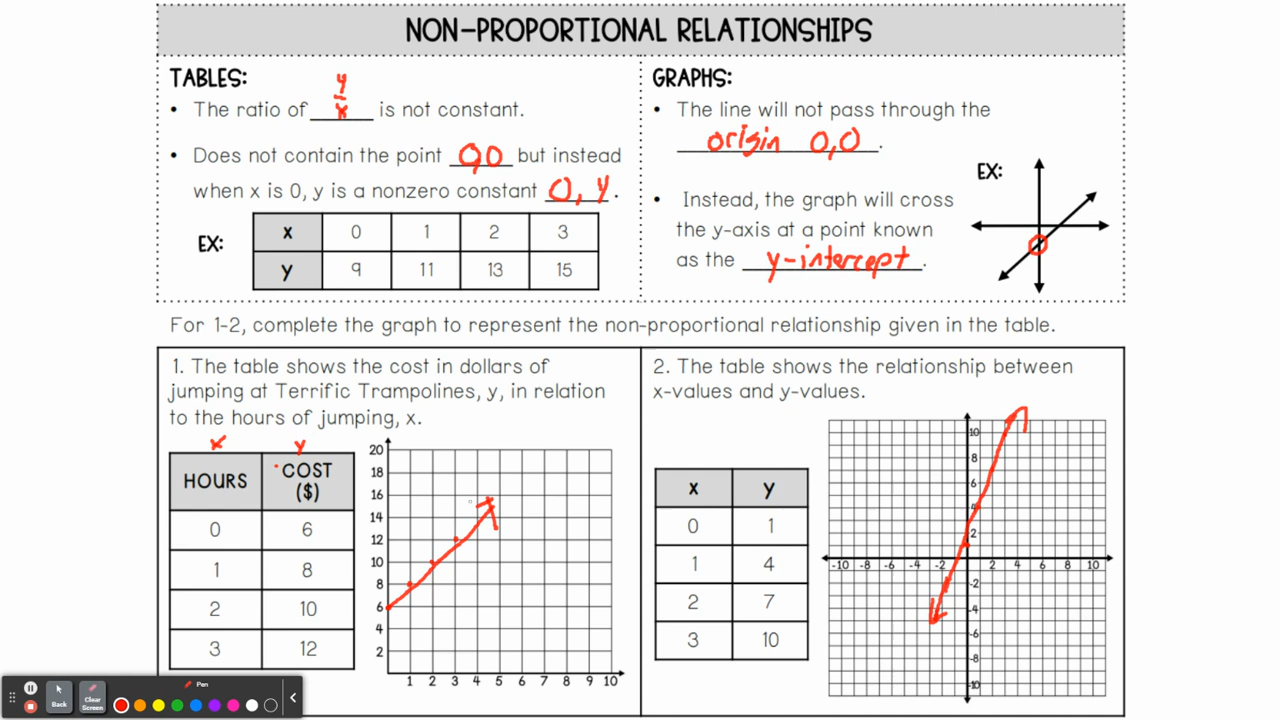 NON-PROPORTIONAL RELATIONSHIPS
TABLES:
• The ratio of y/x is not constant.
• Does not contain the point 0,0 but instead
when x is 0, y is a nonzero constant 0, y.
EX:
x 0 1 2 3
y 9 11 13 15
GRAPHS:
• The line will not pass through the
origin 0,0.
EX:
• Instead, the graph will cross
the y-axis at a point known
as the y-intercept.
For 1-2, complete the graph to represent the non-proportional relationship given in the table.
1. The table shows the cost in dollars of
jumping at Terrific Trampolines, y, in relation
to the hours of jumping, x.
x y
HOURS COST
($)
0 6
1 8
2 10
3 12
20
18
16
14
12
10
8
6
4
2
1 2 3 4 5 6 7 8 9 10
2. The table shows the relationship between
x-values and y-values.
x y
0 1
1 4
2 7
3 10
10
8
6
4
2
-10 -8 -6 -4 -2 2 4 6 8 10
-2
-4
-6
-8
-10
Pen
Back
Clear
Screen